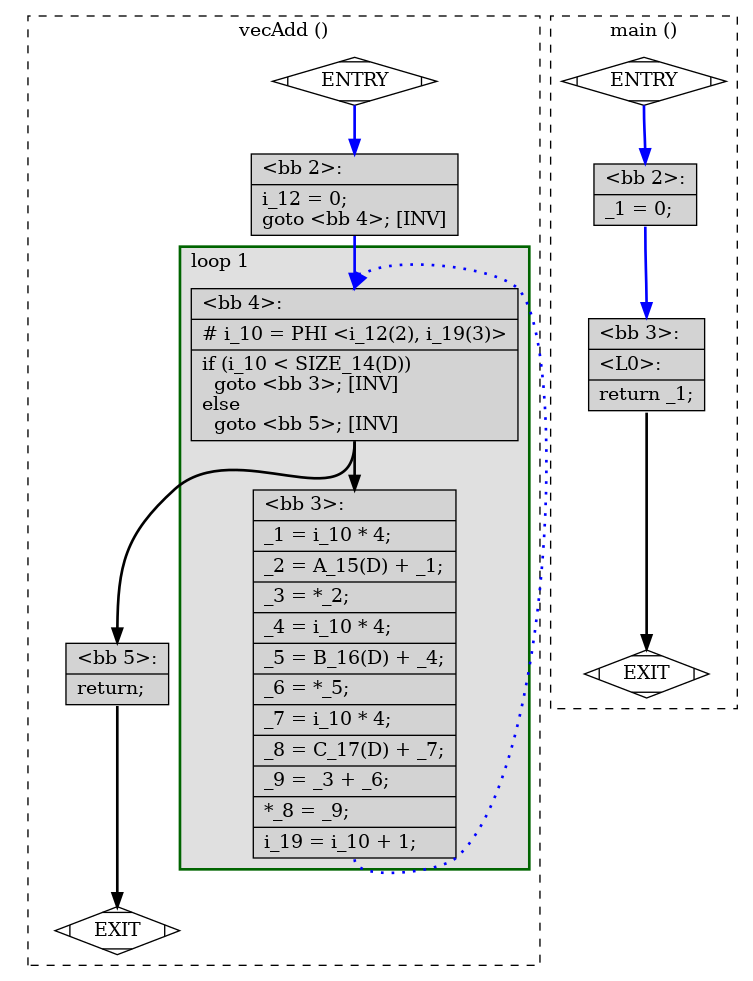 vecAdd ()
ENTRY
<bb 2>:
i_12 = 0;
goto <bb 4>; [INV]
loop 1
<bb 4>:
# i_10 = PHI <i_12(2), i_19(3)>
if (i_10 < SIZE_14(D))
  goto <bb 3>; [INV]
else
  goto <bb 5>; [INV]
<bb 3>:
_1 = i_10 * 4;
_2 = A_15(D) + _1;
_3 = *_2;
_4 = i_10 * 4;
_5 = B_16(D) + _4;
_6 = *_5;
_7 = i_10 * 4;
_8 = C_17(D) + _7;
_9 = _3 + _6;
*_8 = _9;
i_19 = i_10 + 1;
<bb 5>:
return;
EXIT
main ()
ENTRY
<bb 2>:
_1 = 0;
<bb 3>:
<L0>:
return _1;
EXIT